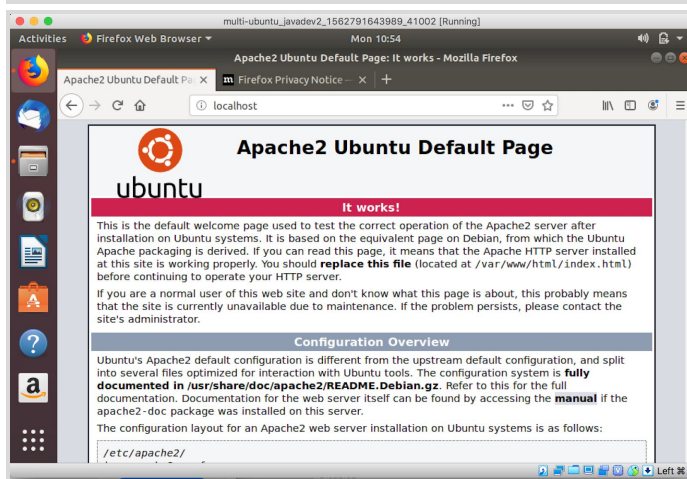 multi-ubuntu_javadev2_1562791643989_41002 [Running]
Activities Firefox Web Browser Mon 10:54
Apache2 Ubuntu Default Page: It works - Mozilla Firefox
Apache2 Ubuntu Default Pa Firefox Privacy Notice —
localhost
ubuntu
Apache2 Ubuntu Default Page
It works!
This is the default welcome page used to test the correct operation of the Apache2 server after
installation on Ubuntu systems. It is based on the equivalent page on Debian, from which the Ubuntu
Apache packaging is derived. If you can read this page, it means that the Apache HTTP server installed
at this site is working properly. You should replace this file (located at /var/www/html/index.html)
before continuing to operate your HTTP server.
If you are a normal user of this web site and don't know what this page is about, this probably means
that the site is currently unavailable due to maintenance. If the problem persists, please contact the
site's administrator.
Configuration Overview
Ubuntu's Apache2 default configuration is different from the upstream default configuration, and split
into several files optimized for interaction with Ubuntu tools. The configuration system is fully
documented in /usr/share/doc/apache2/README.Debian.gz. Refer to this for the full
documentation. Documentation for the web server itself can be found by accessing the manual if the
apache2-doc package was installed on this server.
The configuration layout for an Apache2 web server installation on Ubuntu systems is as follows:
/etc/apache2/
Left ⌘